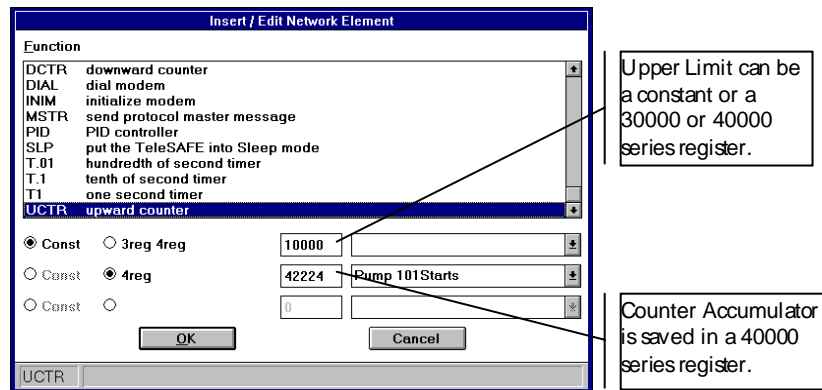 Insert / Edit Network Element
Function
DCTR downward counter
DIAL dial modem
INIM initialize modem
MSTR send protocol master message
PID PID controller
SLP put the TeleSAFE into Sleep mode
T.01 hundredth of second timer
T.1 tenth of second timer
T1 one second timer
UCTR upward counter
Const 3reg 4reg 10000
Const 4reg 42224 Pump 101Starts
Const 0
OK Cancel
UCTR
Upper Limit can be
a constant or a
30000 or 40000
series register.
Counter Accumulator
is saved in a 40000
series register.